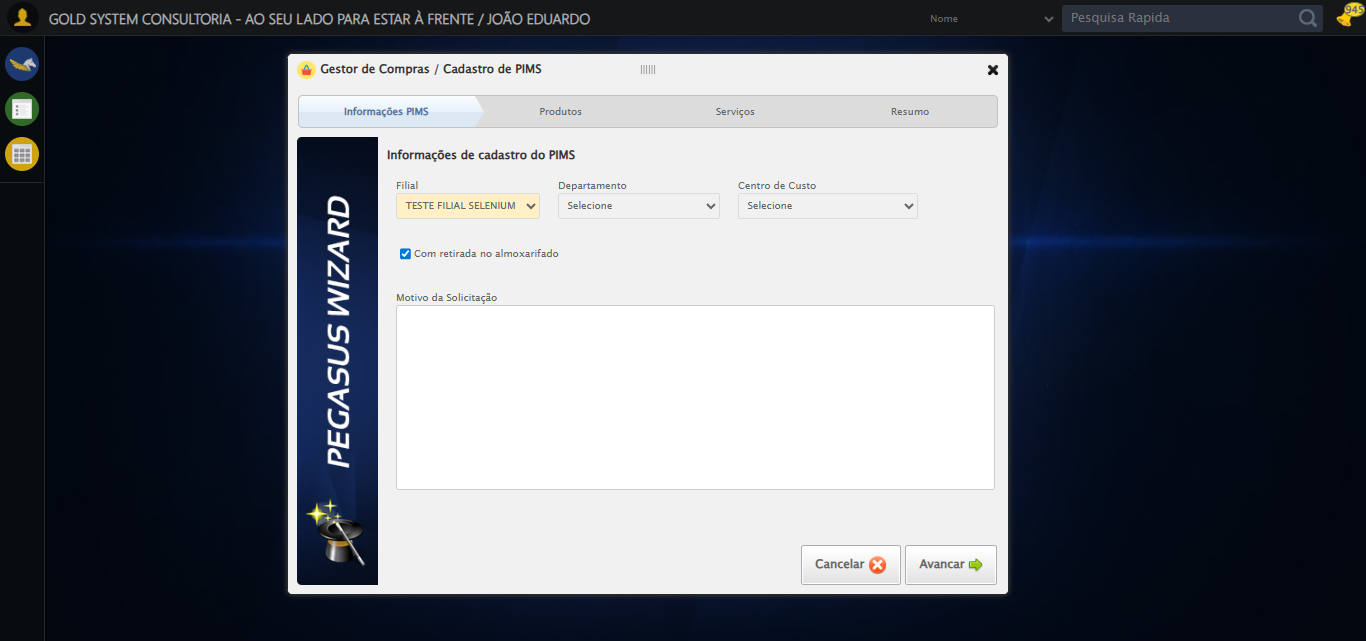 GOLD SYSTEM CONSULTORIA - AO SEU LADO PARA ESTAR À FRENTE / JOÃO EDUARDO
Nome
Pesquisa Rapida
945
Gestor de Compras / Cadastro de PIMS
Informações PIMS
Produtos
Serviços
Resumo
PEGASUS WIZARD
Informações de cadastro do PIMS
Filial
Departamento
Centro de Custo
TESTE FILIAL SELENIUM
Selecione
Selecione
Com retirada no almoxarifado
Motivo da Solicitação
Cancelar
Avancar